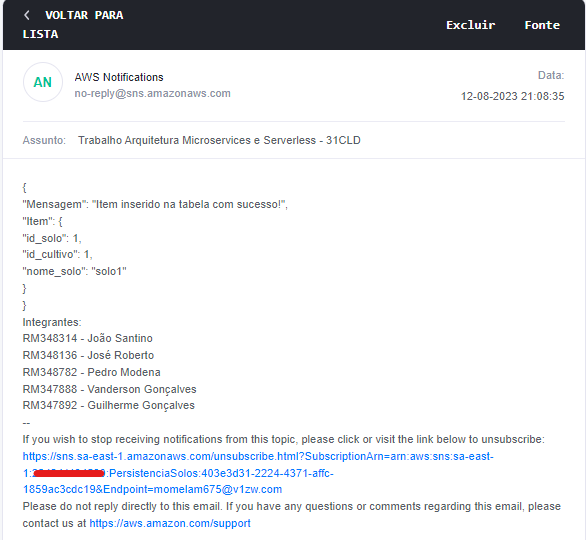 VOLTAR PARA
LISTA
Excluir Fonte
AN
AWS Notifications
no-reply@sns.amazonaws.com
Data:
12-08-2023 21:08:35
Assunto: Trabalho Arquitetura Microservices e Serverless - 31CLD
{
"Mensagem": "Item inserido na tabela com sucesso!",
"Item": {
"id_solo": 1,
"id_cultivo": 1,
"nome_solo": "solo1"
}
}
Integrantes:
RM348314 - João Santino
RM348136 - José Roberto
RM348782 - Pedro Modena
RM347888 - Vanderson Gonçalves
RM347892 - Guilherme Gonçalves
--
If you wish to stop receiving notifications from this topic, please click or visit the link below to unsubscribe:
https://sns.sa-east-1.amazonaws.com/unsubscribe.html?SubscriptionArn=arn:aws:sns:sa-east-
1:PersistenciaSolos:403e3d31-2224-4371-affc-
1859ac3cdc19&Endpoint=momelam675@v1zw.com
Please do not reply directly to this email. If you have any questions or comments regarding this email, please
contact us at https://aws.amazon.com/support